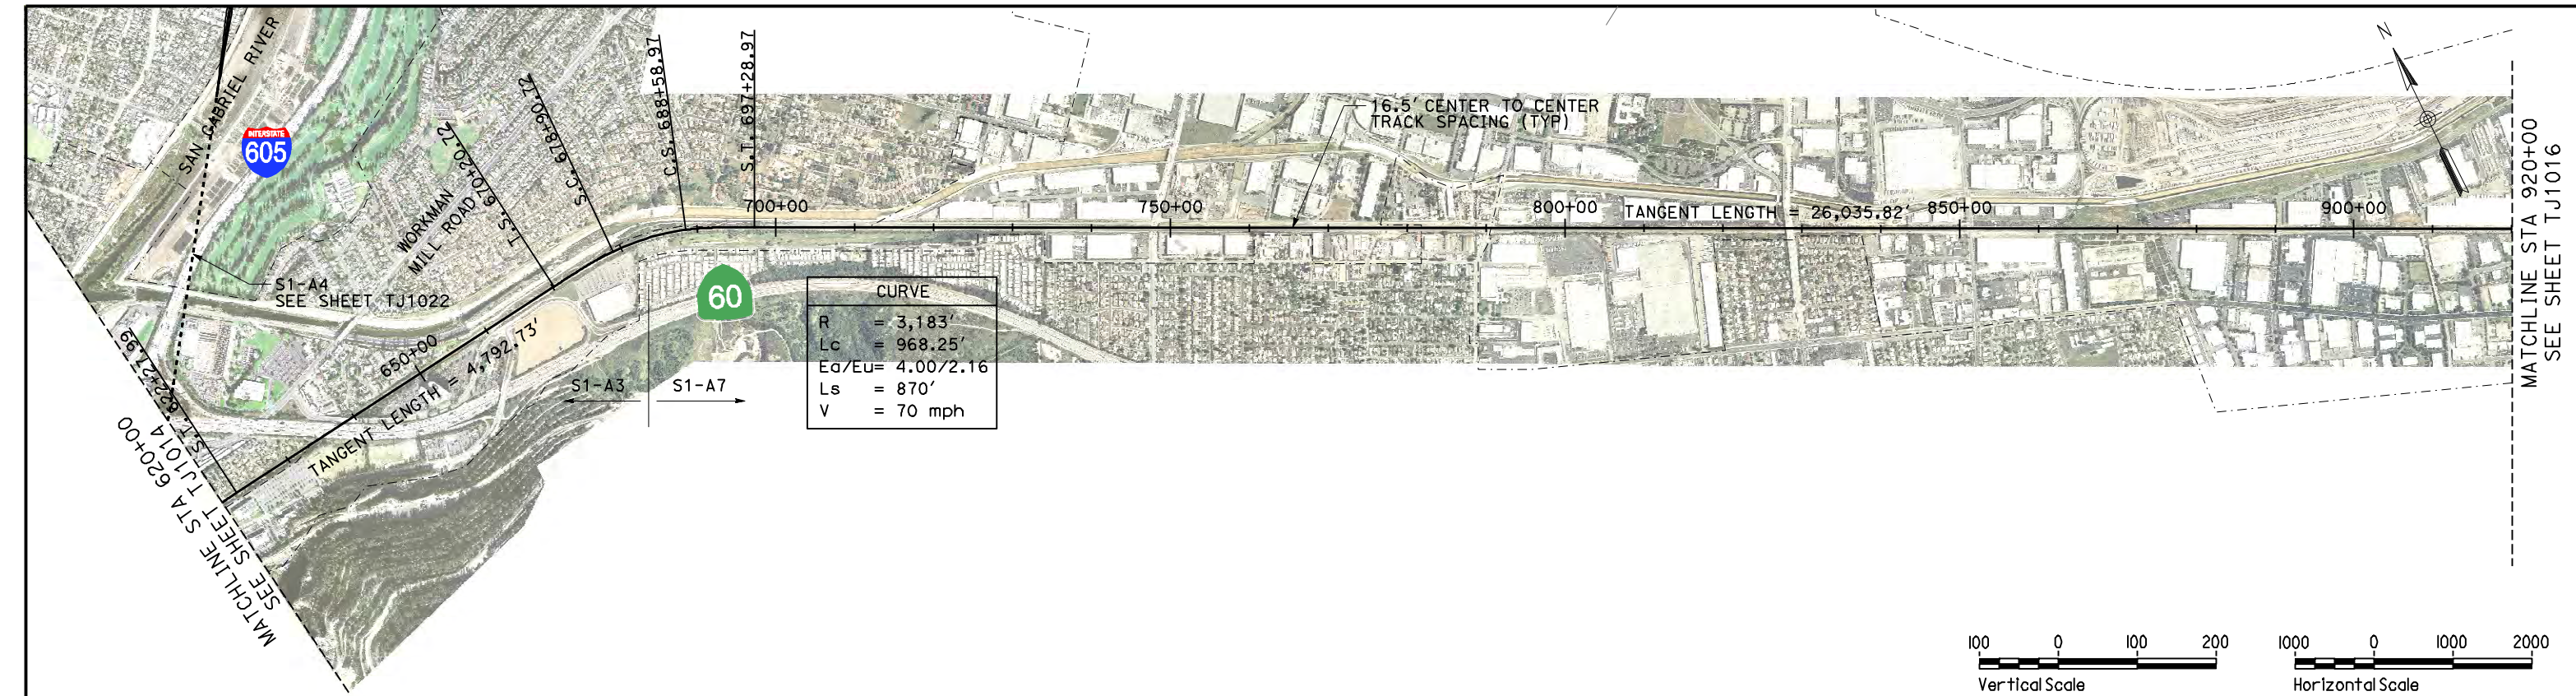 SAN GABRIEL RIVER
INTERSTATE
605
WORKMAN
MILL ROAD
T.S. 670+20.72
S.C. 678+90.72
C.S. 688+58.97
S.T. 697+28.97
16.5' CENTER TO CENTER
TRACK SPACING (TYP)
N
700+00
750+00
800+00
TANGENT LENGTH = 26,035.82'
850+00
900+00
MATCHLINE STA 920+00
SEE SHEET TJ1016
S1-A4
SEE SHEET TJ1022
S.T. 622+27.99
650+00
TANGENT LENGTH = 4,792.73'
MATCHLINE STA 620+00
SEE SHEET TJ1014
60
S1-A3
S1-A7
CURVE
R = 3,183'
Lc = 968.25'
Ea/Eu= 4.00/2.16
Ls = 870'
V = 70 mph
100 0 100 200
Vertical Scale
1000 0 1000 2000
Horizontal Scale